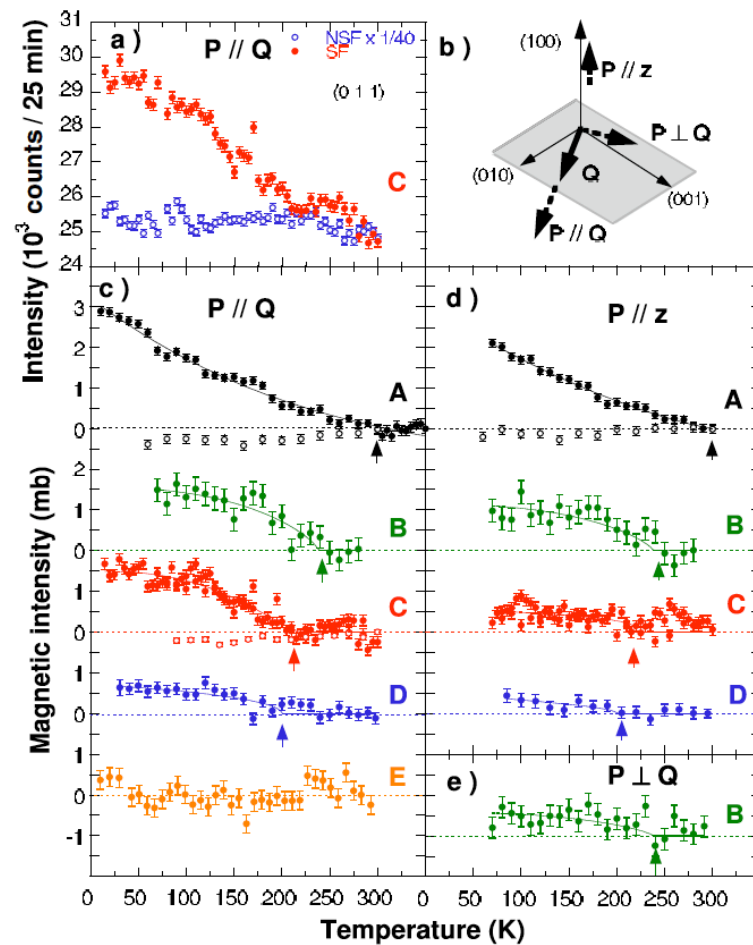 a ) P // Q
NSF x 1/40
SF
(0 1 1)
C
Intensity (10³ counts / 25 min)
31
30
29
28
27
26
25
24
b )
(100)
P // z
P ⊥ Q
(010)
Q
(001)
P // Q
c ) P // Q
A
B
C
D
E
3
2
1
0
2
1
0
1
0
1
0
1
0
-1
Magnetic intensity (mb)
d ) P // z
A
B
C
D
e ) P ⊥ Q
B
0 50 100 150 200 250 300
0 50 100 150 200 250 300
Temperature (K)